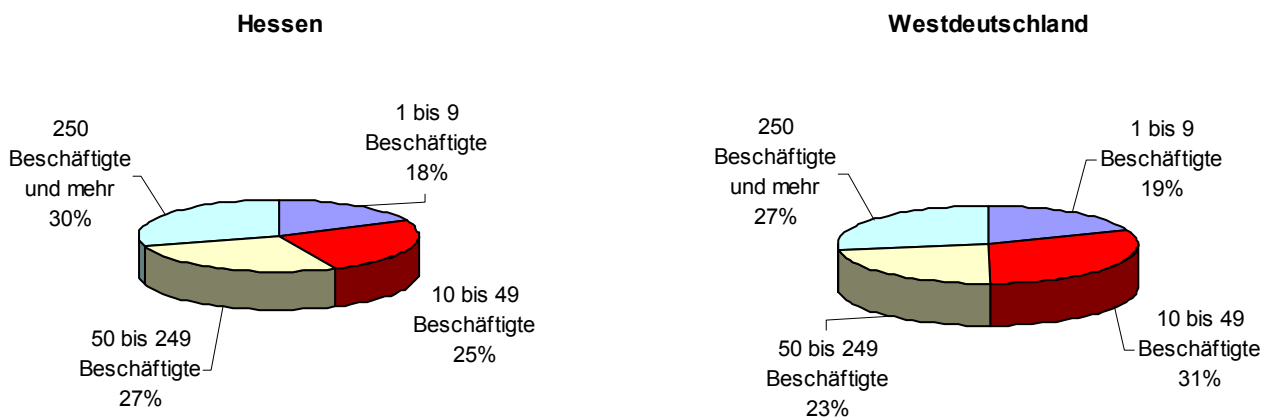 Hessen
250
Beschäftigte
und mehr
30%
1 bis 9
Beschäftigte
18%
10 bis 49
Beschäftigte
25%
50 bis 249
Beschäftigte
27%
Westdeutschland
250
Beschäftigte
und mehr
27%
1 bis 9
Beschäftigte
19%
10 bis 49
Beschäftigte
31%
50 bis 249
Beschäftigte
23%